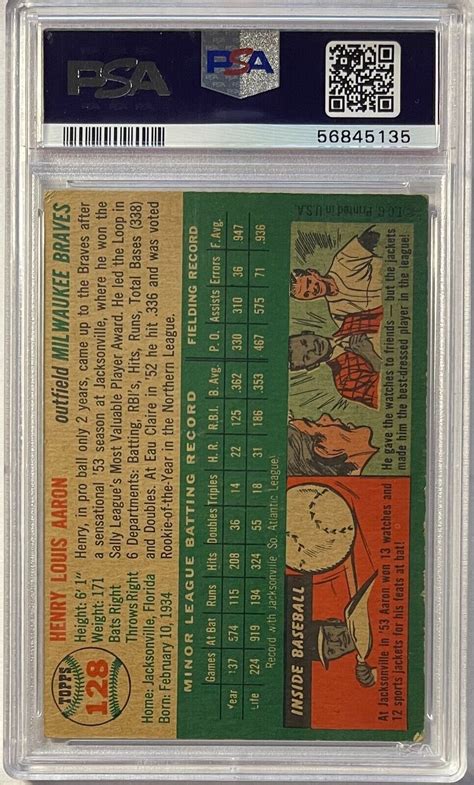 PSA
PSA
56845135
TOPPS
128
HENRY LOUIS AARON
outfield MILWAUKEE BRAVES
Height: 6'1"
Weight: 171
Bats Right
Throws Right
Home: Jacksonville, Florida
Born: February 10, 1934
Henry, in pro ball only 2 years, came up to the Braves after
a sensational '53 season at Jacksonville, where he won the
Sally League's Most Valuable Player Award. He led the Loop in
6 Departments: Batting, RBI's, Hits, Runs, Total Bases (338)
and Doubles. At Eau Claire in '52 he hit .336 and was voted
Rookie-of-the-Year in the Northern League.
MINOR LEAGUE BATTING RECORD FIELDING RECORD
Games At Bat Runs Hits Doubles Triples H.R. R.B.I. B. Avg. P. O. Assists Errors F. Avg.
Year 137 574 115 208 36 14 22 125 .362 330 310 36 .947
Life 224 919 194 324 55 18 31 186 .353 467 575 71 .936
Record with Jacksonville, So. Atlantic League)
INSIDE BASEBALL
At Jacksonville in '53 Aaron won 13 watches and
12 sports jackets for his feats at bat!
He gave the watches to friends — but the jackets
made him the best-dressed player in the league!
© T.C.G. Printed in U.S.A.
PSA